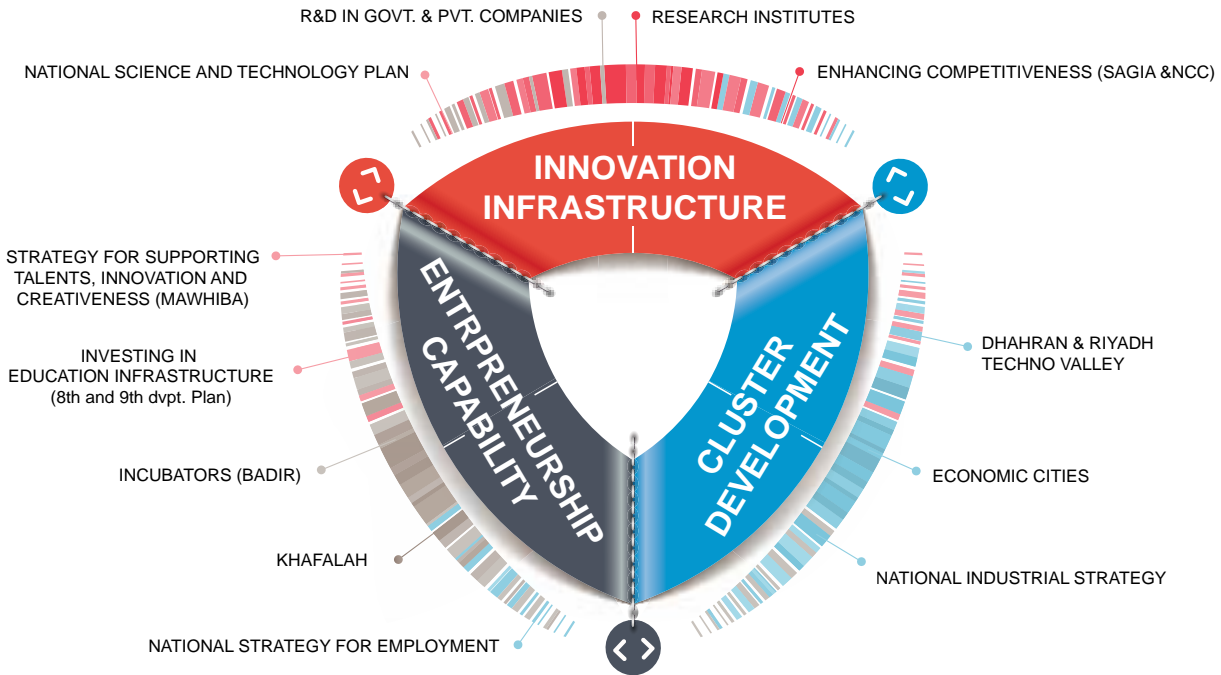 R&D IN GOVT. & PVT. COMPANIES
RESEARCH INSTITUTES
NATIONAL SCIENCE AND TECHNOLOGY PLAN
ENHANCING COMPETITIVENESS (SAGIA &NCC)
INNOVATION
INFRASTRUCTURE
STRATEGY FOR SUPPORTING
TALENTS, INNOVATION AND
CREATIVENESS (MAWHIBA)
INVESTING IN
EDUCATION INFRASTRUCTURE
(8th and 9th dvpt. Plan)
INCUBATORS (BADIR)
KHAFALAH
NATIONAL STRATEGY FOR EMPLOYMENT
ENTRPRENEURSHIP
CAPABILITY
CLUSTER
DEVELOPMENT
DHAHRAN & RIYADH
TECHNO VALLEY
ECONOMIC CITIES
NATIONAL INDUSTRIAL STRATEGY